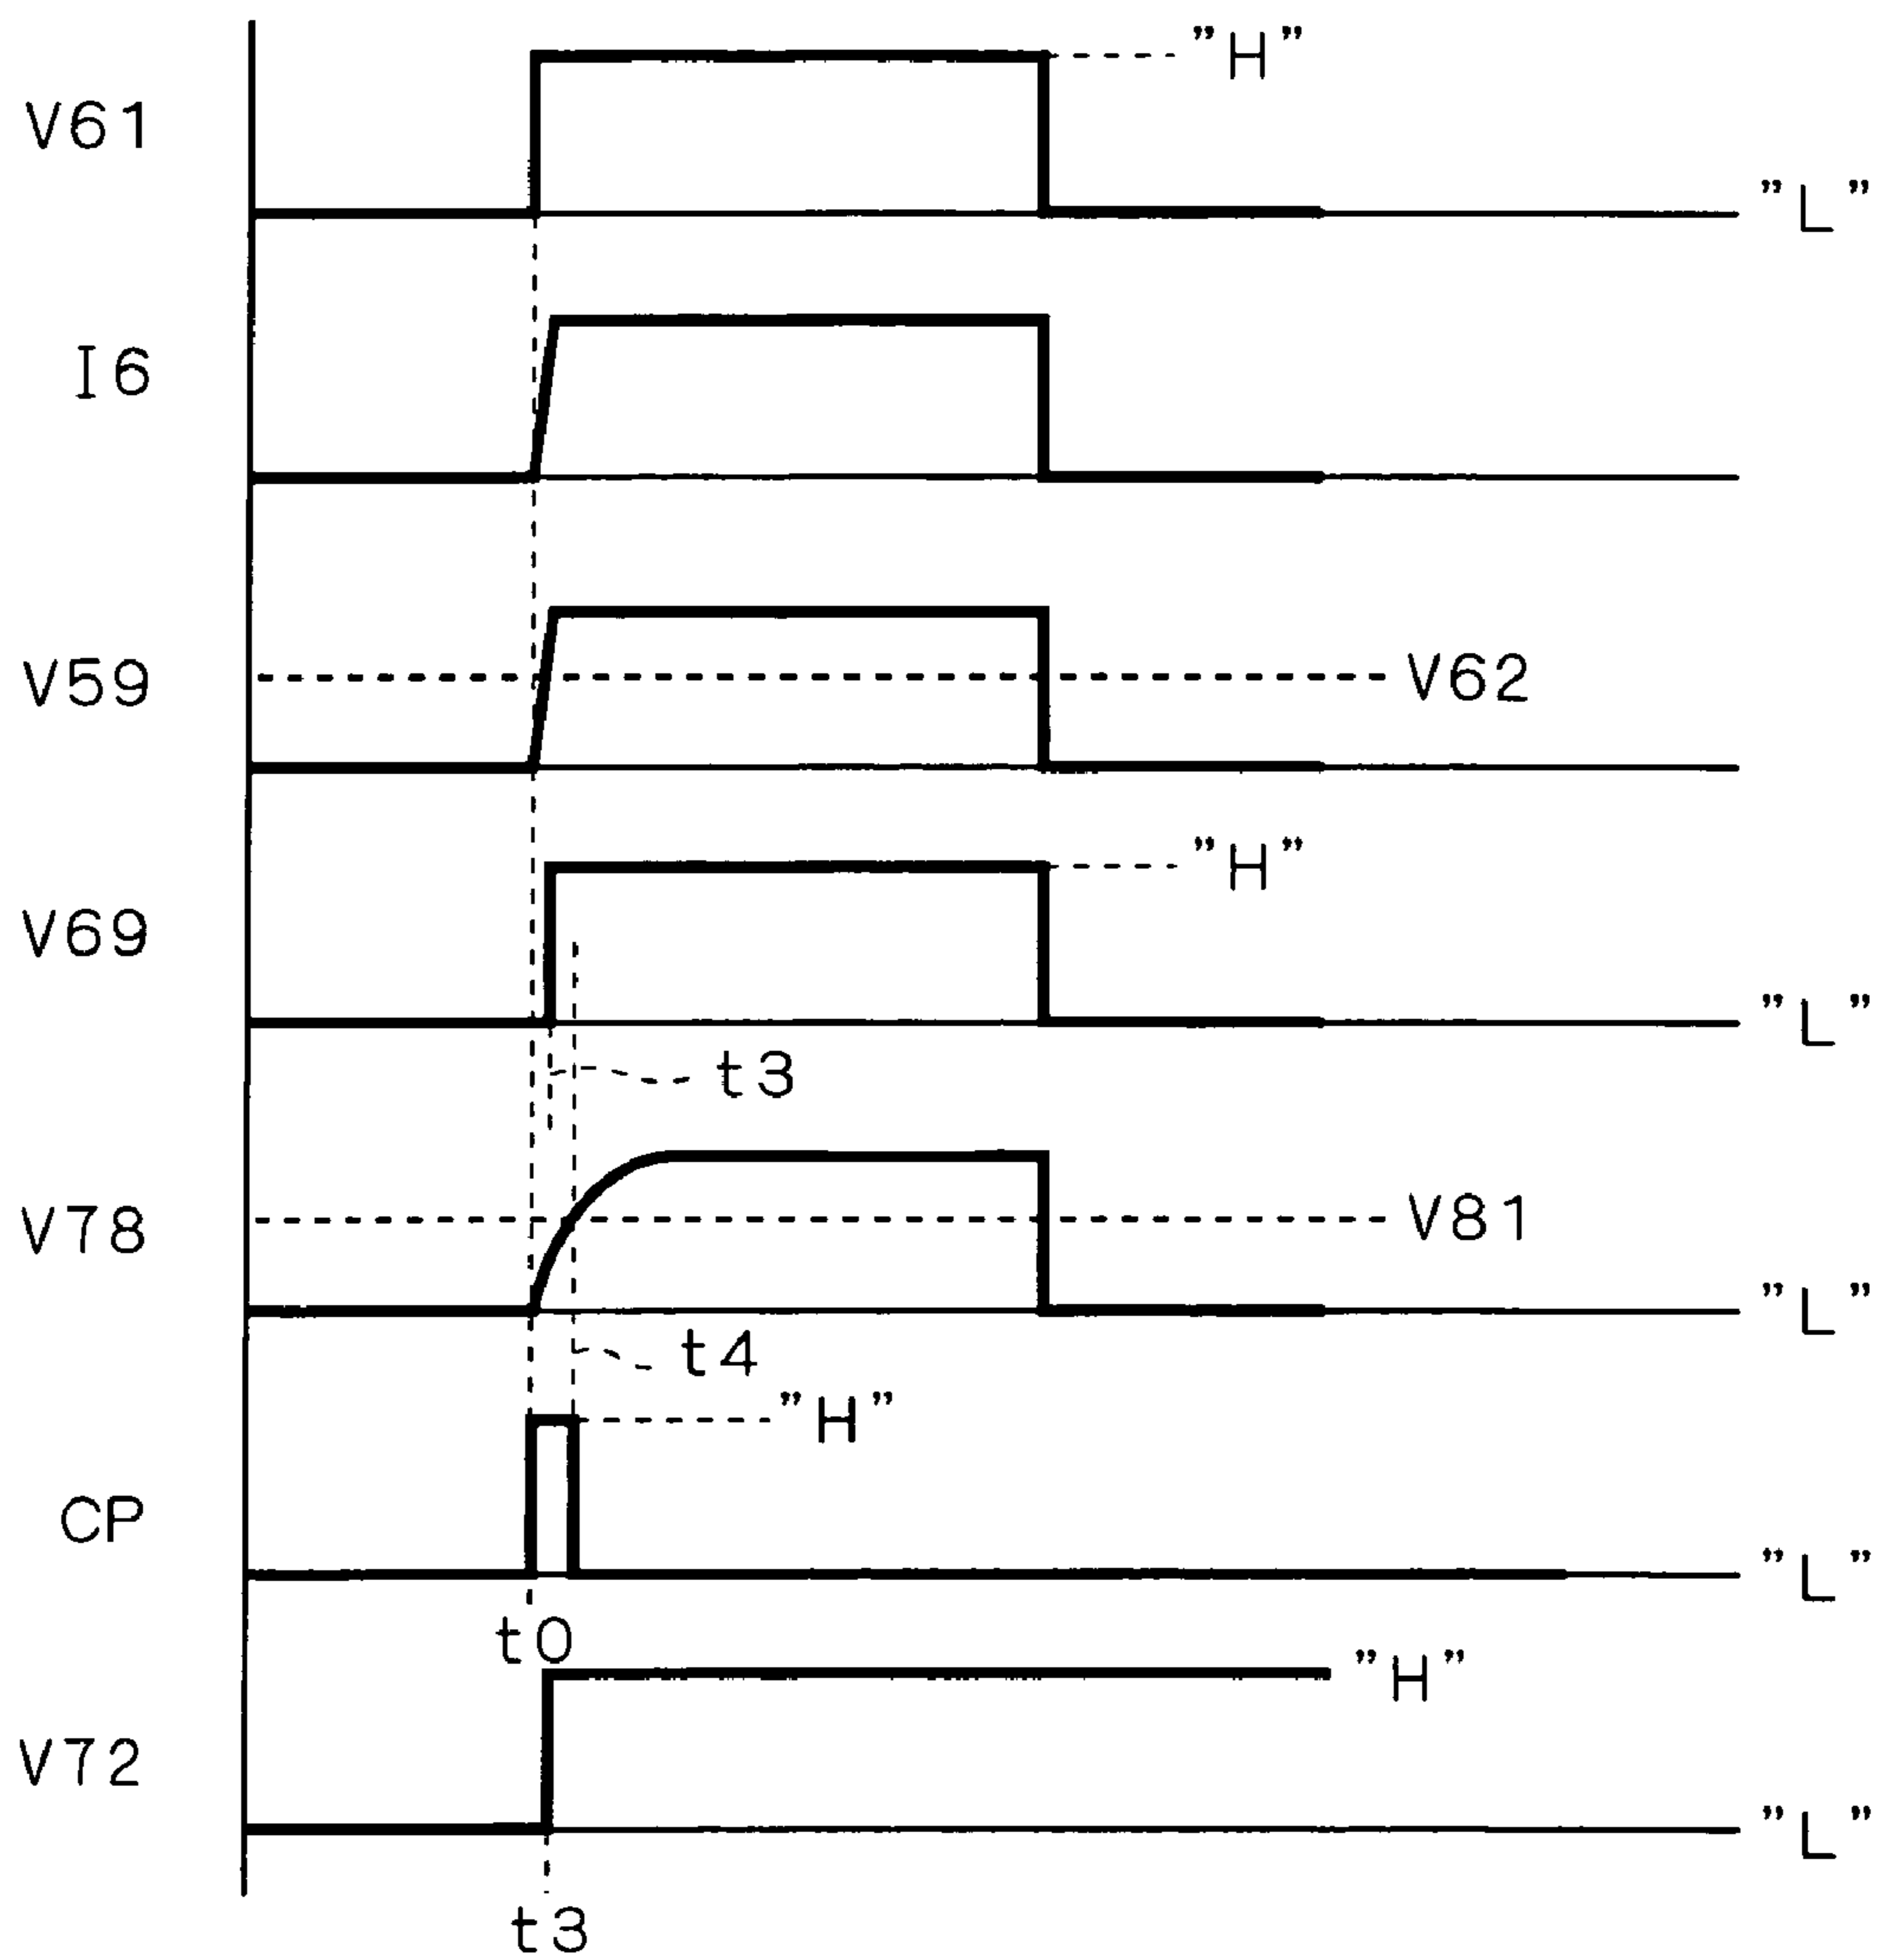 V61 "H"
"L"
I6
V59 V62
V69 "H"
"L"
t3
V78 V81
"L"
t4
"H"
CP
"L"
t0
"H"
V72
"L"
t3